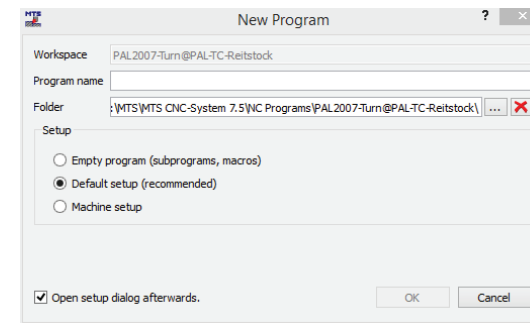 MTS
New Program
?
Workspace PAL2007-Turn@PAL-TC-Reitstock
Program name
Folder :\MTS\MTS CNC-System 7.5\NC Programs\PAL2007-Turn@PAL-TC-Reitstock\ ...
Setup
Empty program (subprograms, macros)
Default setup (recommended)
Machine setup
Open setup dialog afterwards. OK Cancel